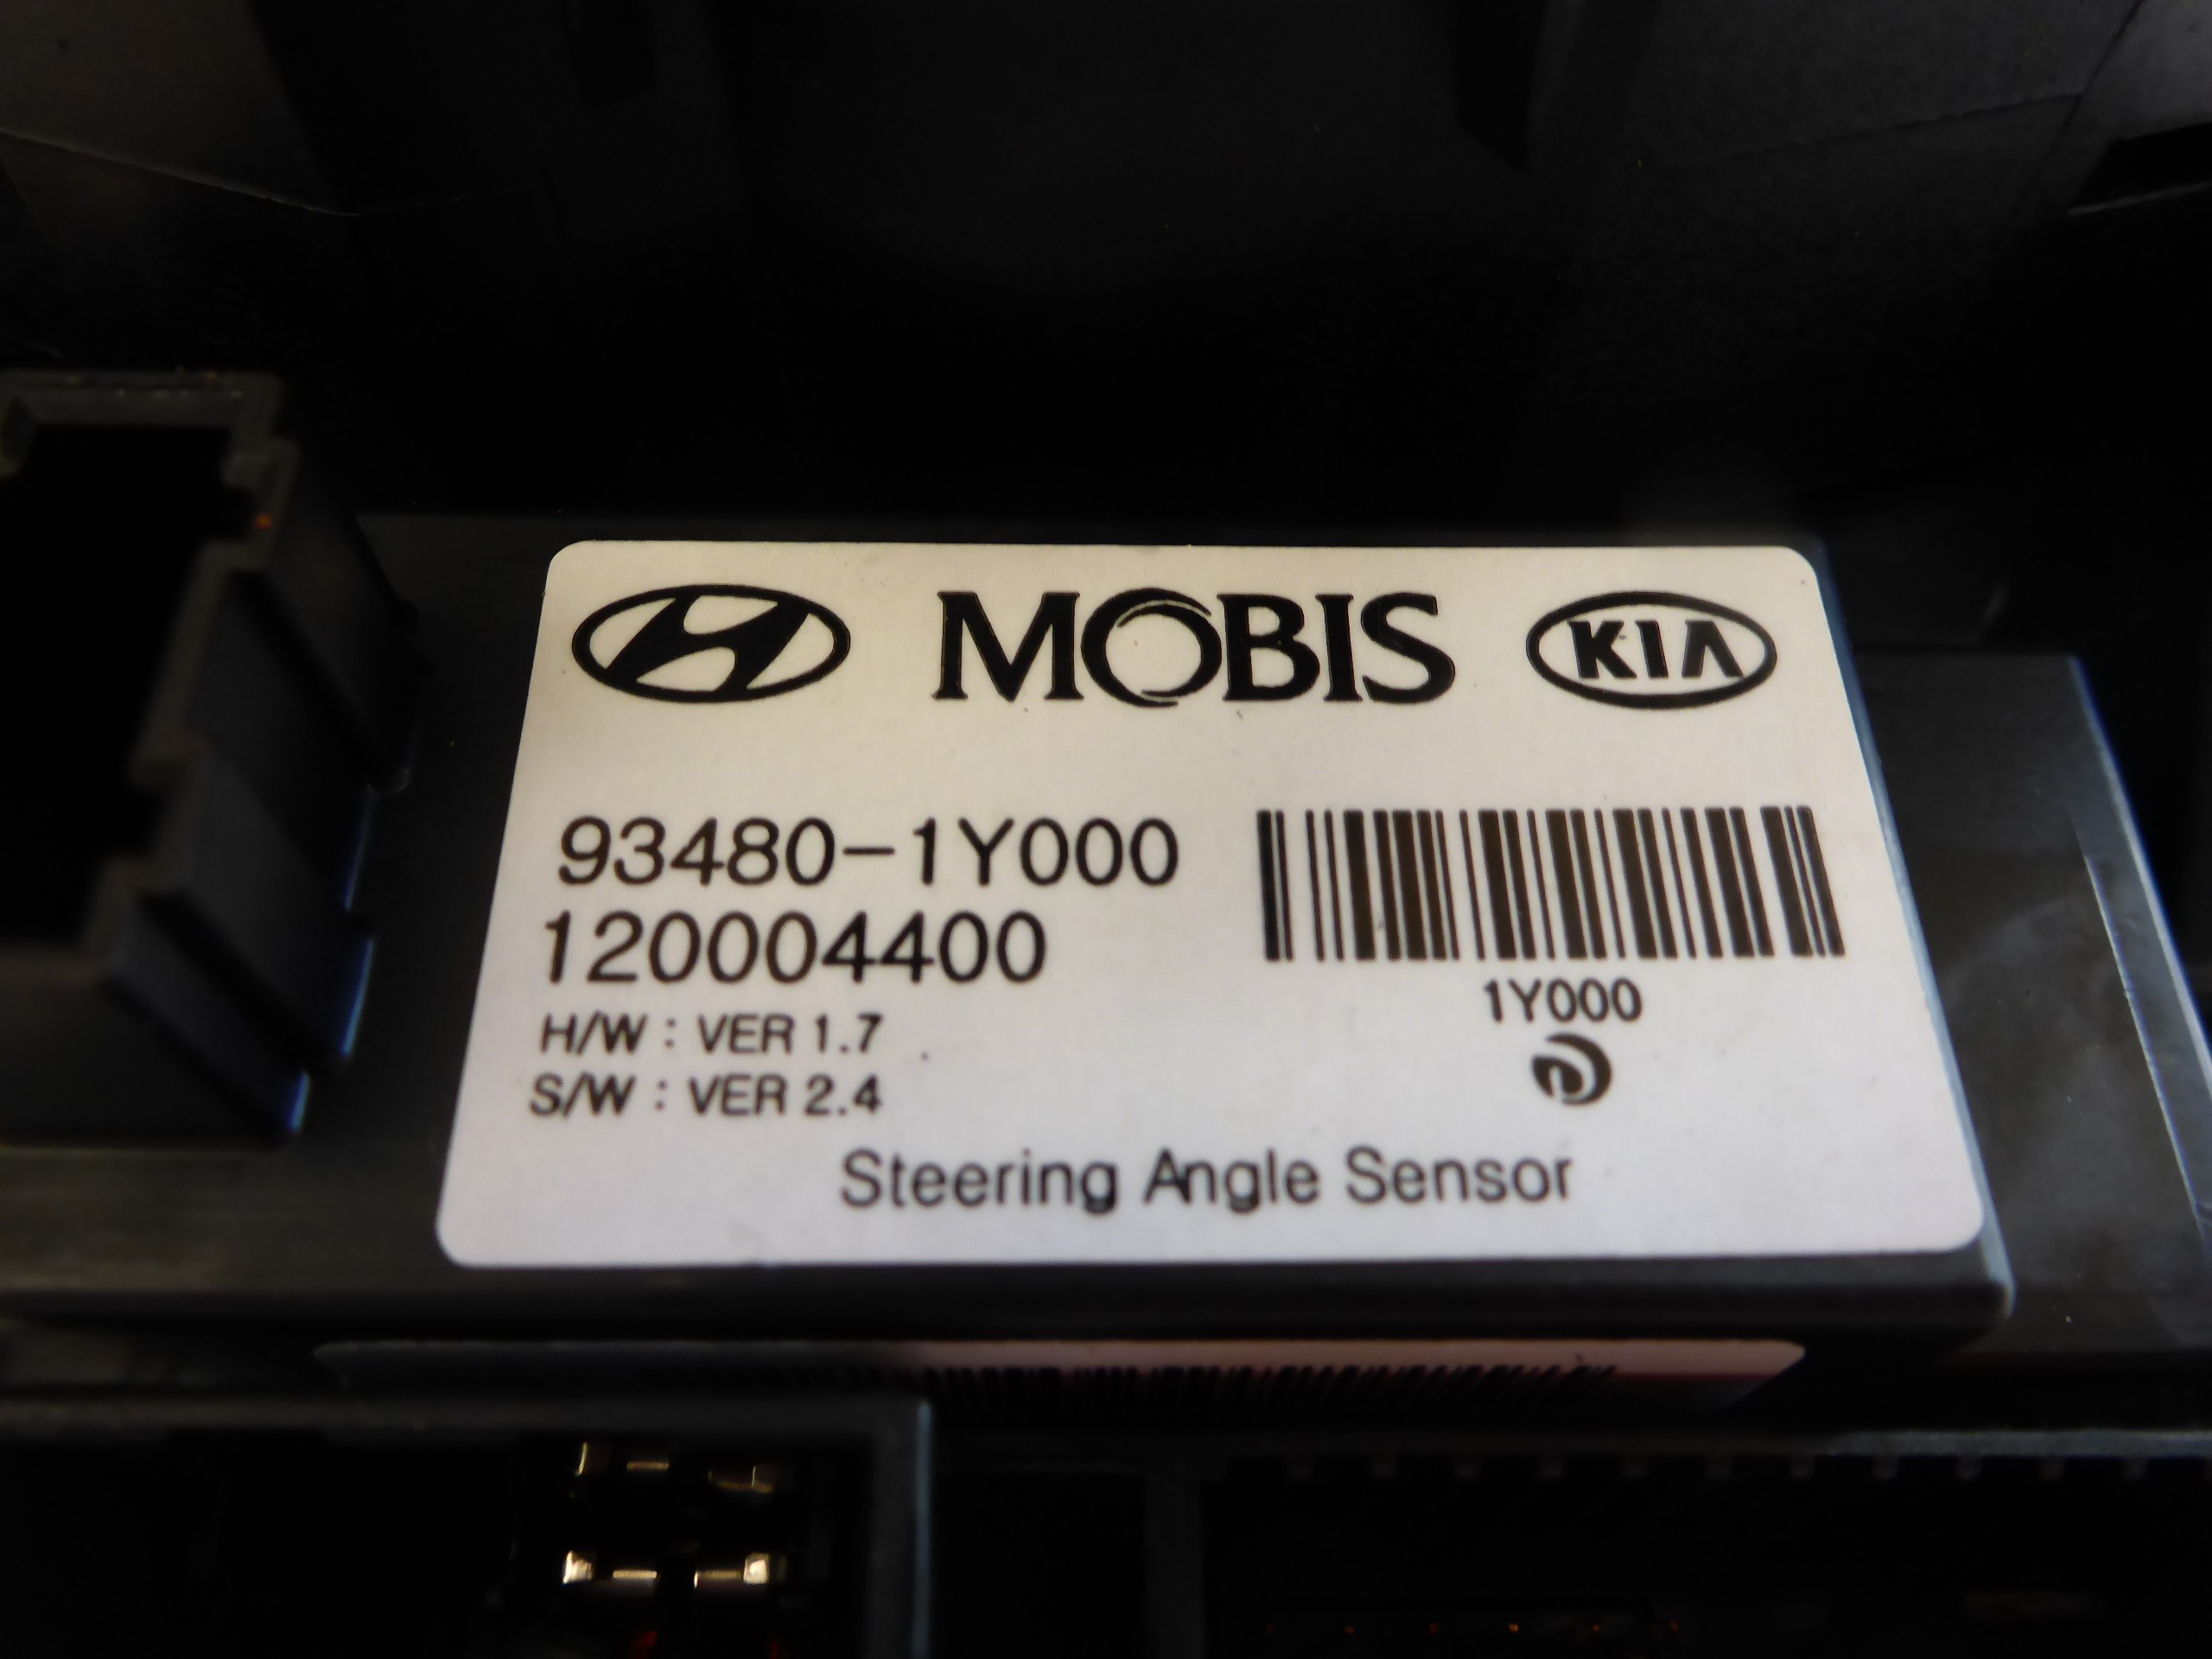 MOBIS KIA
93480-1Y000
120004400
1Y000
H/W : VER 1.7
S/W : VER 2.4
Steering Angle Sensor